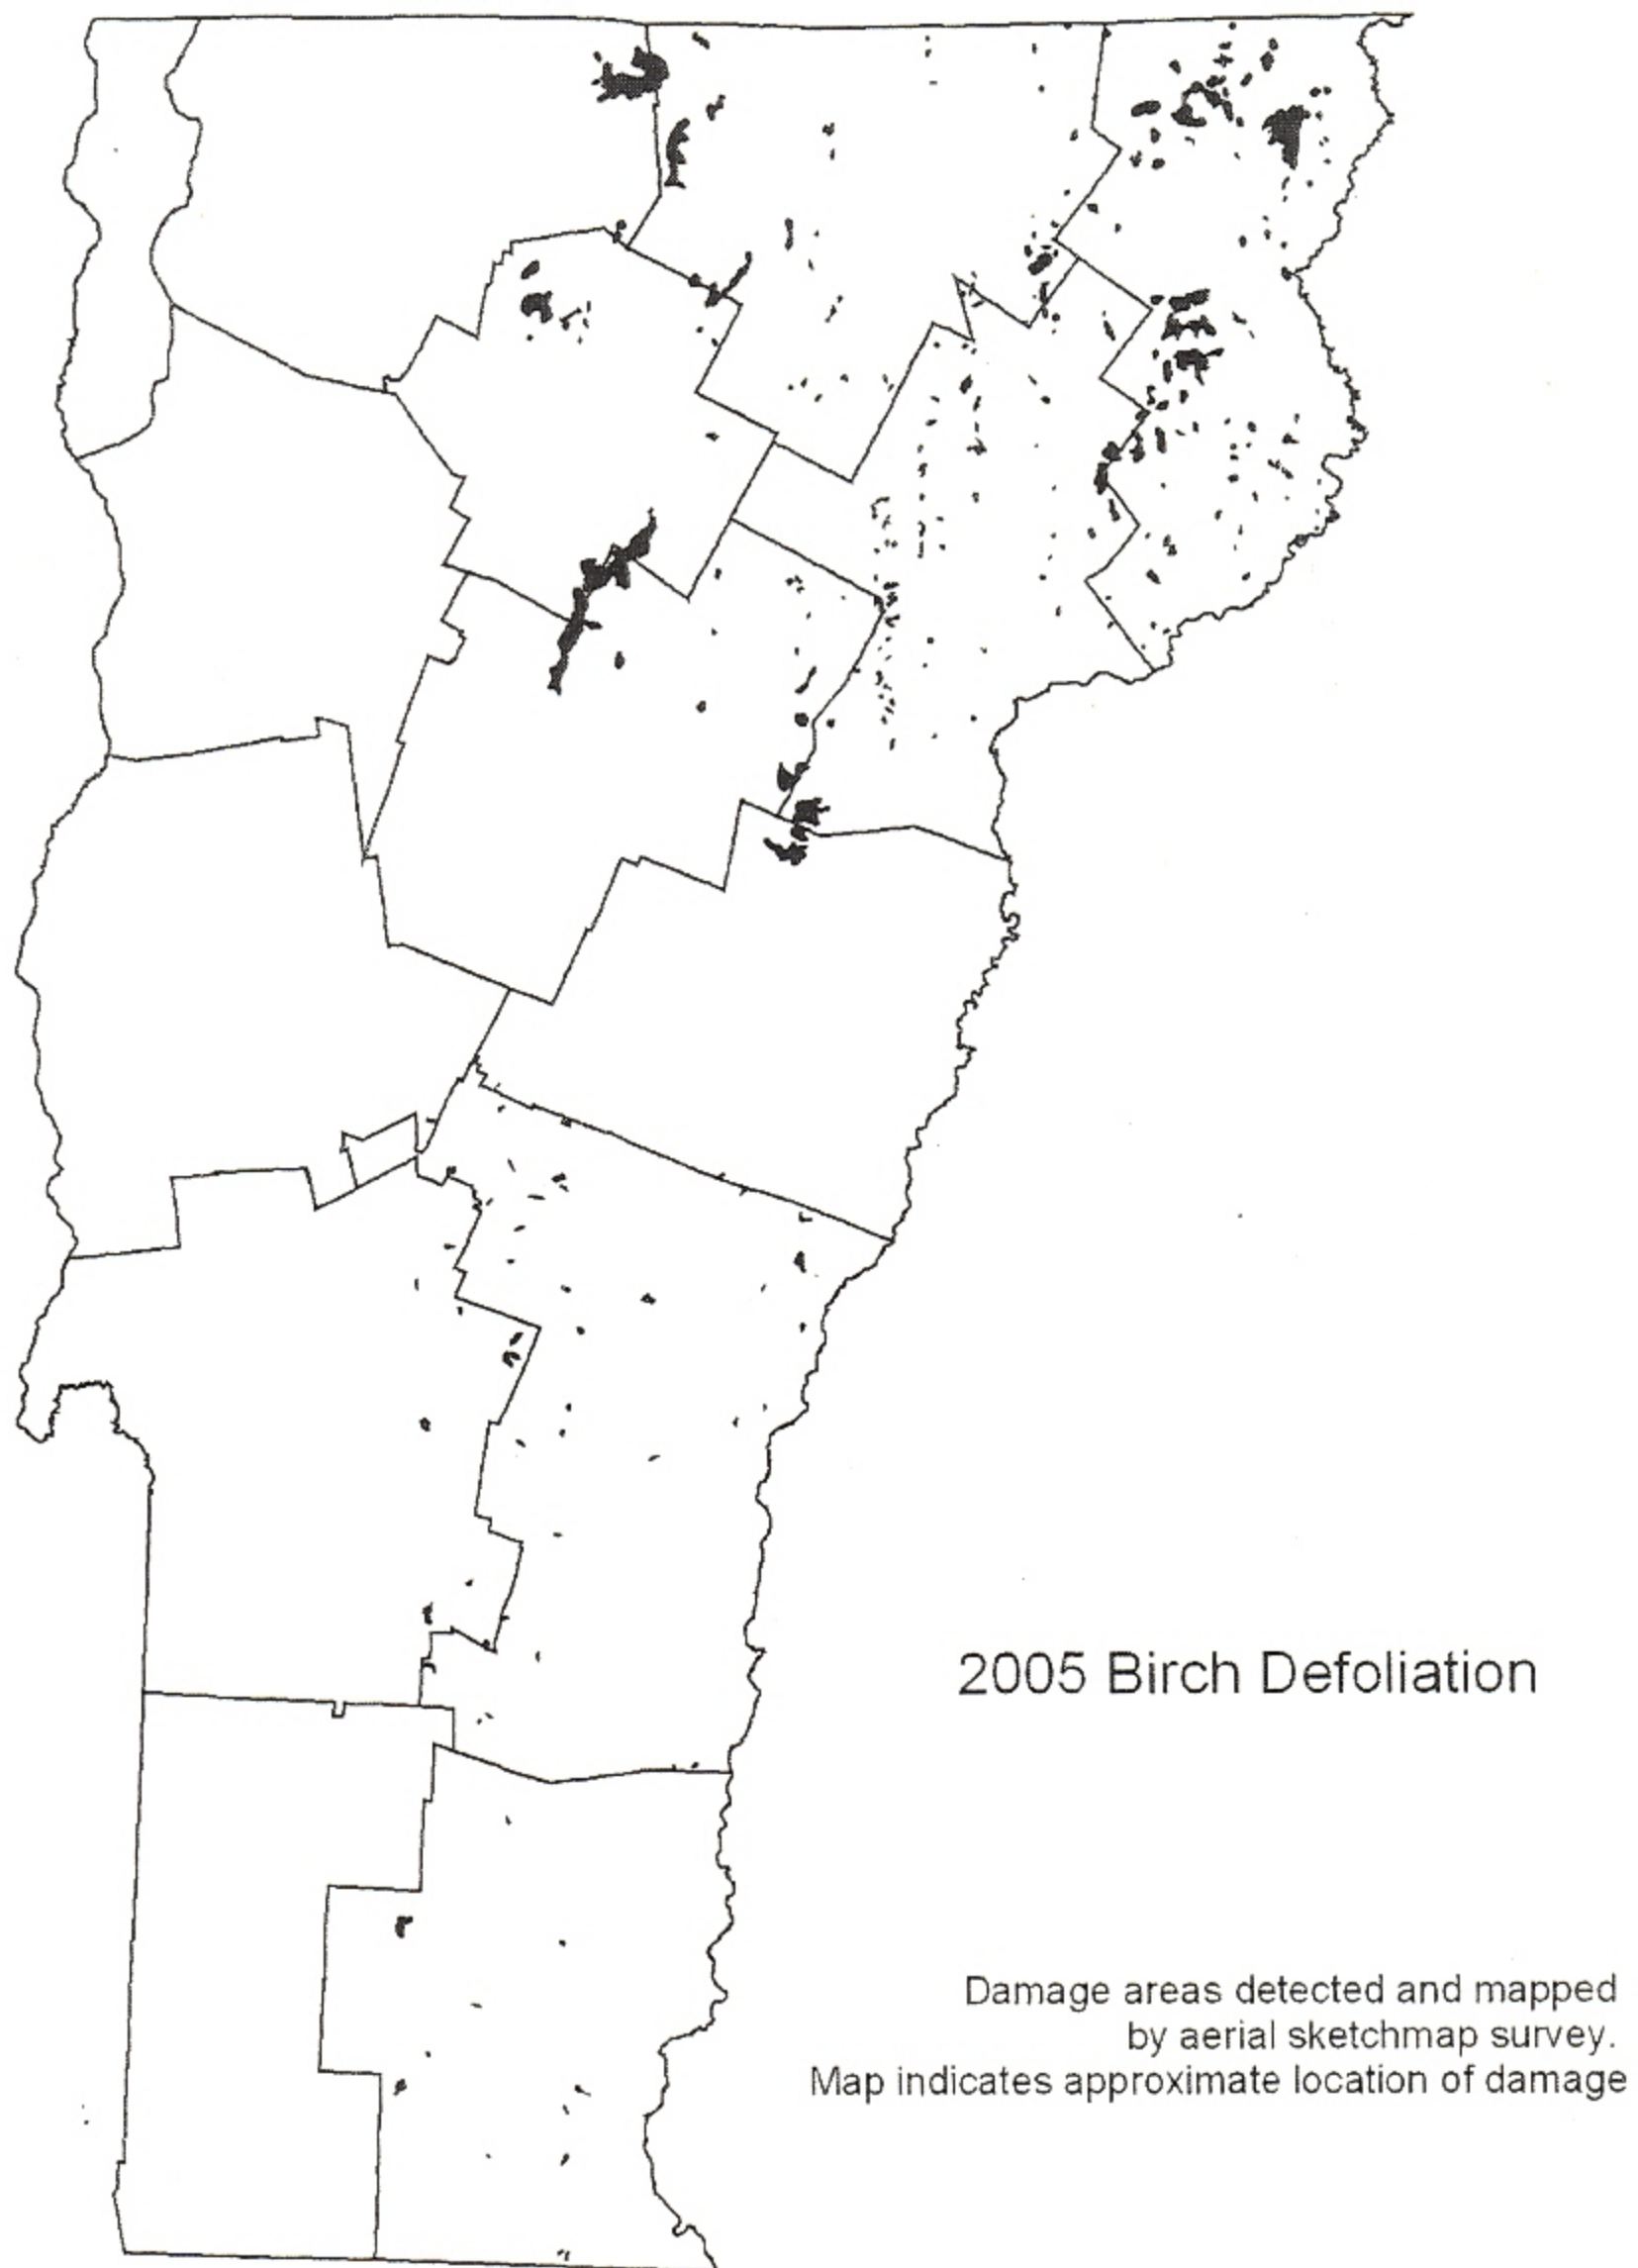 2005 Birch Defoliation
Damage areas detected and mapped
by aerial sketchmap survey.
Map indicates approximate location of damage